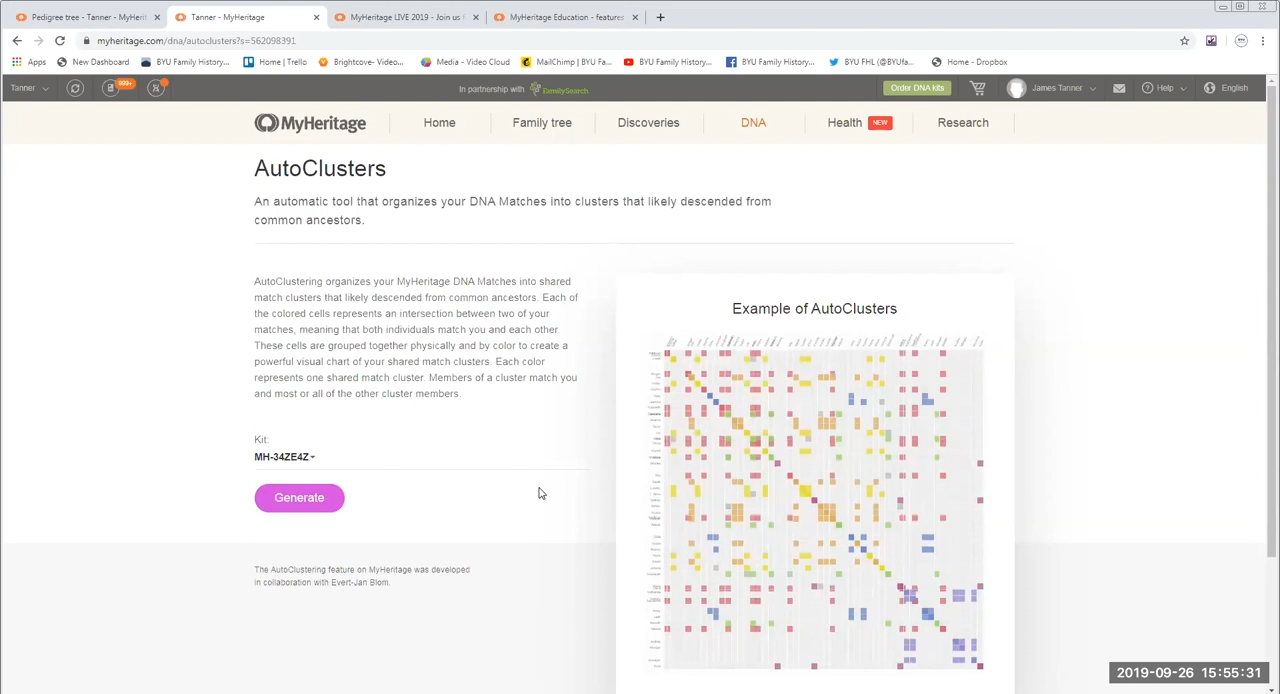 Pedigree tree - Tanner - MyHerit
Tanner - MyHeritage
MyHeritage LIVE 2019 - Join us f
MyHeritage Education - features
myheritage.com/dna/autoclusters?s=562098391
Apps
New Dashboard
BYU Family History...
Home | Trello
Brightcove- Video...
Media - Video Cloud
MailChimp | BYU Fa...
BYU Family History...
BYU Family History...
BYU FHL (@BYUfa...
Home - Dropbox
Tanner
999+
In partnership with FamilySearch
Order DNA kits
James Tanner
Help
English
MyHeritage
Home
Family tree
Discoveries
DNA
Health NEW
Research
AutoClusters
An automatic tool that organizes your DNA Matches into clusters that likely descended from
common ancestors.
AutoClustering organizes your MyHeritage DNA Matches into shared
match clusters that likely descended from common ancestors. Each of
the colored cells represents an intersection between two of your
matches, meaning that both individuals match you and each other.
These cells are grouped together physically and by color to create a
powerful visual chart of your shared match clusters. Each color
represents one shared match cluster. Members of a cluster match you
and most or all of the other cluster members.
Kit:
MH-34ZE4Z
Generate
The AutoClustering feature on MyHeritage was developed
in collaboration with Evert-Jan Blom.
Example of AutoClusters
2019-09-26 15:55:31